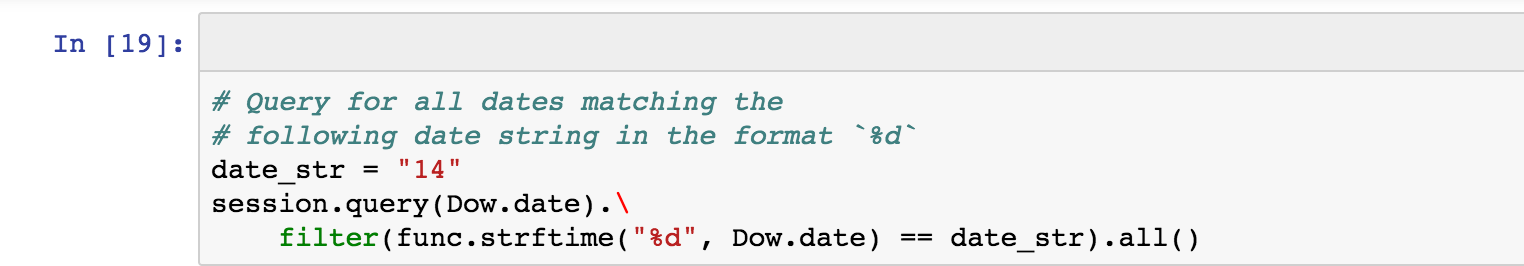 In [19]:
# Query for all dates matching the
# following date string in the format `%d`
date_str = "14"
session.query(Dow.date).\
    filter(func.strftime("%d", Dow.date) == date_str).all()